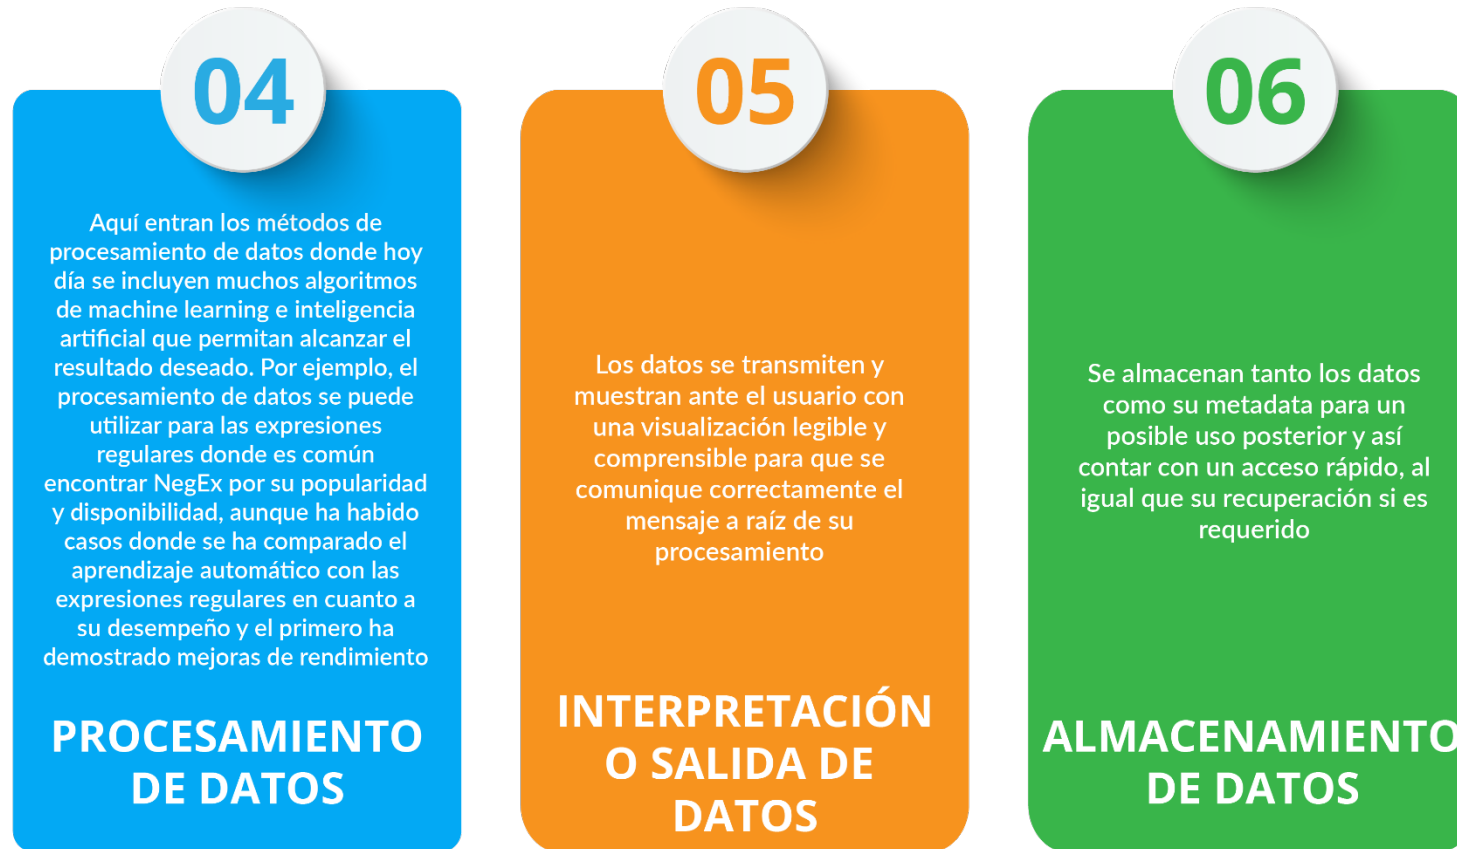 04
Aquí entran los métodos de
procesamiento de datos donde hoy
día se incluyen muchos algoritmos
de machine learning e inteligencia
artificial que permitan alcanzar el
resultado deseado. Por ejemplo, el
procesamiento de datos se puede
utilizar para las expresiones
regulares donde es común
encontrar NegEx por su popularidad
y disponibilidad, aunque ha habido
casos donde se ha comparado el
aprendizaje automático con las
expresiones regulares en cuanto a
su desempeño y el primero ha
demostrado mejoras de rendimiento
PROCESAMIENTO
DE DATOS
05
Los datos se transmiten y
muestran ante el usuario con
una visualización legible y
comprensible para que se
comunique correctamente el
mensaje a raíz de su
procesamiento
INTERPRETACIÓN
O SALIDA DE
DATOS
06
Se almacenan tanto los datos
como su metadata para un
posible uso posterior y así
contar con un acceso rápido, al
igual que su recuperación si es
requerido
ALMACENAMIENTO
DE DATOS